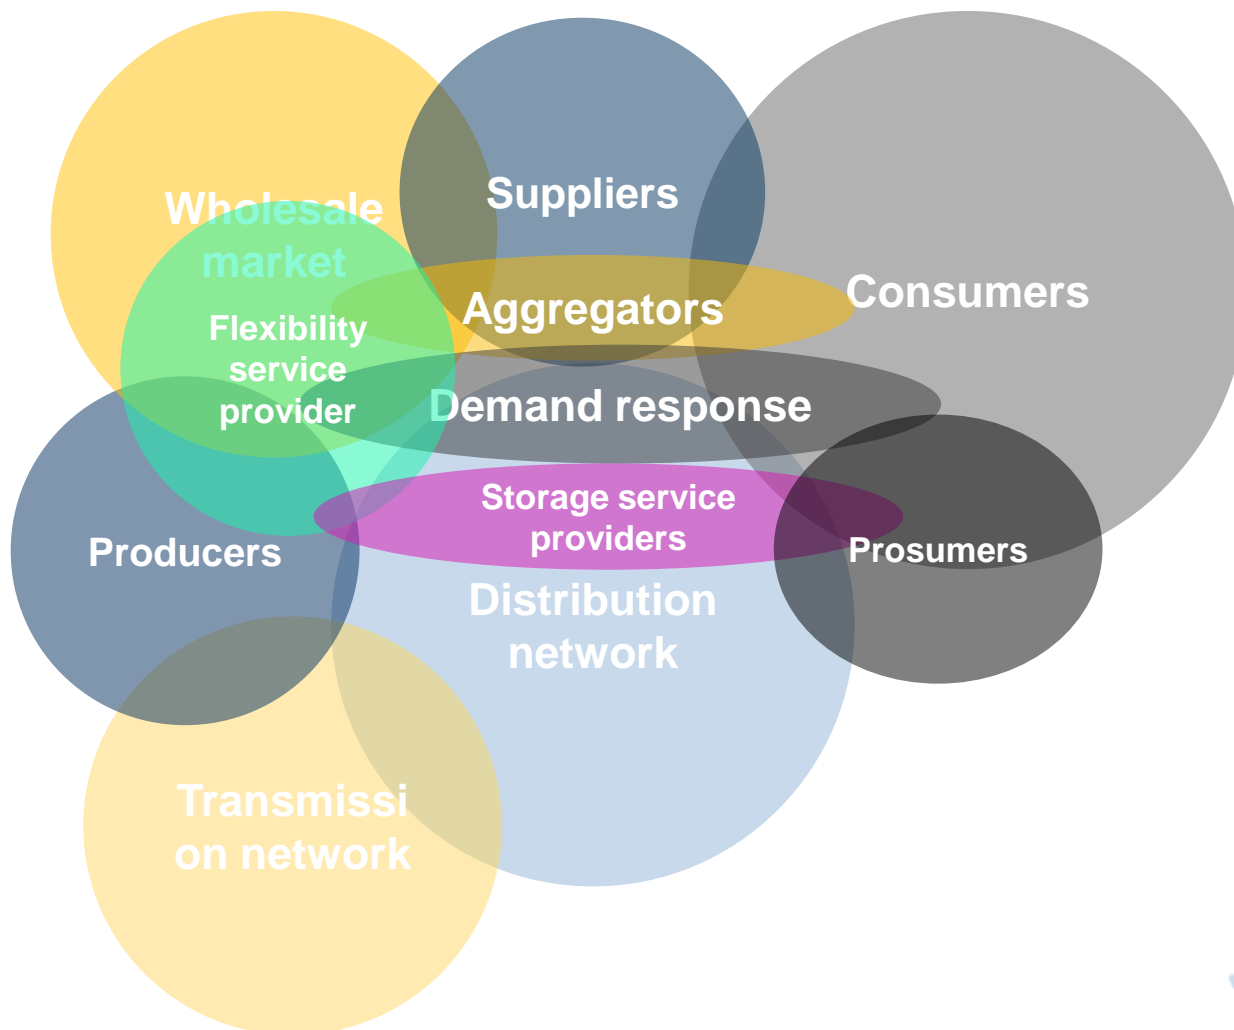 Wholesale
market
Suppliers
Consumers
Aggregators
Flexibility
service
provider
Demand response
Storage service
providers
Producers
Prosumers
Distribution
network
Transmissi
on network